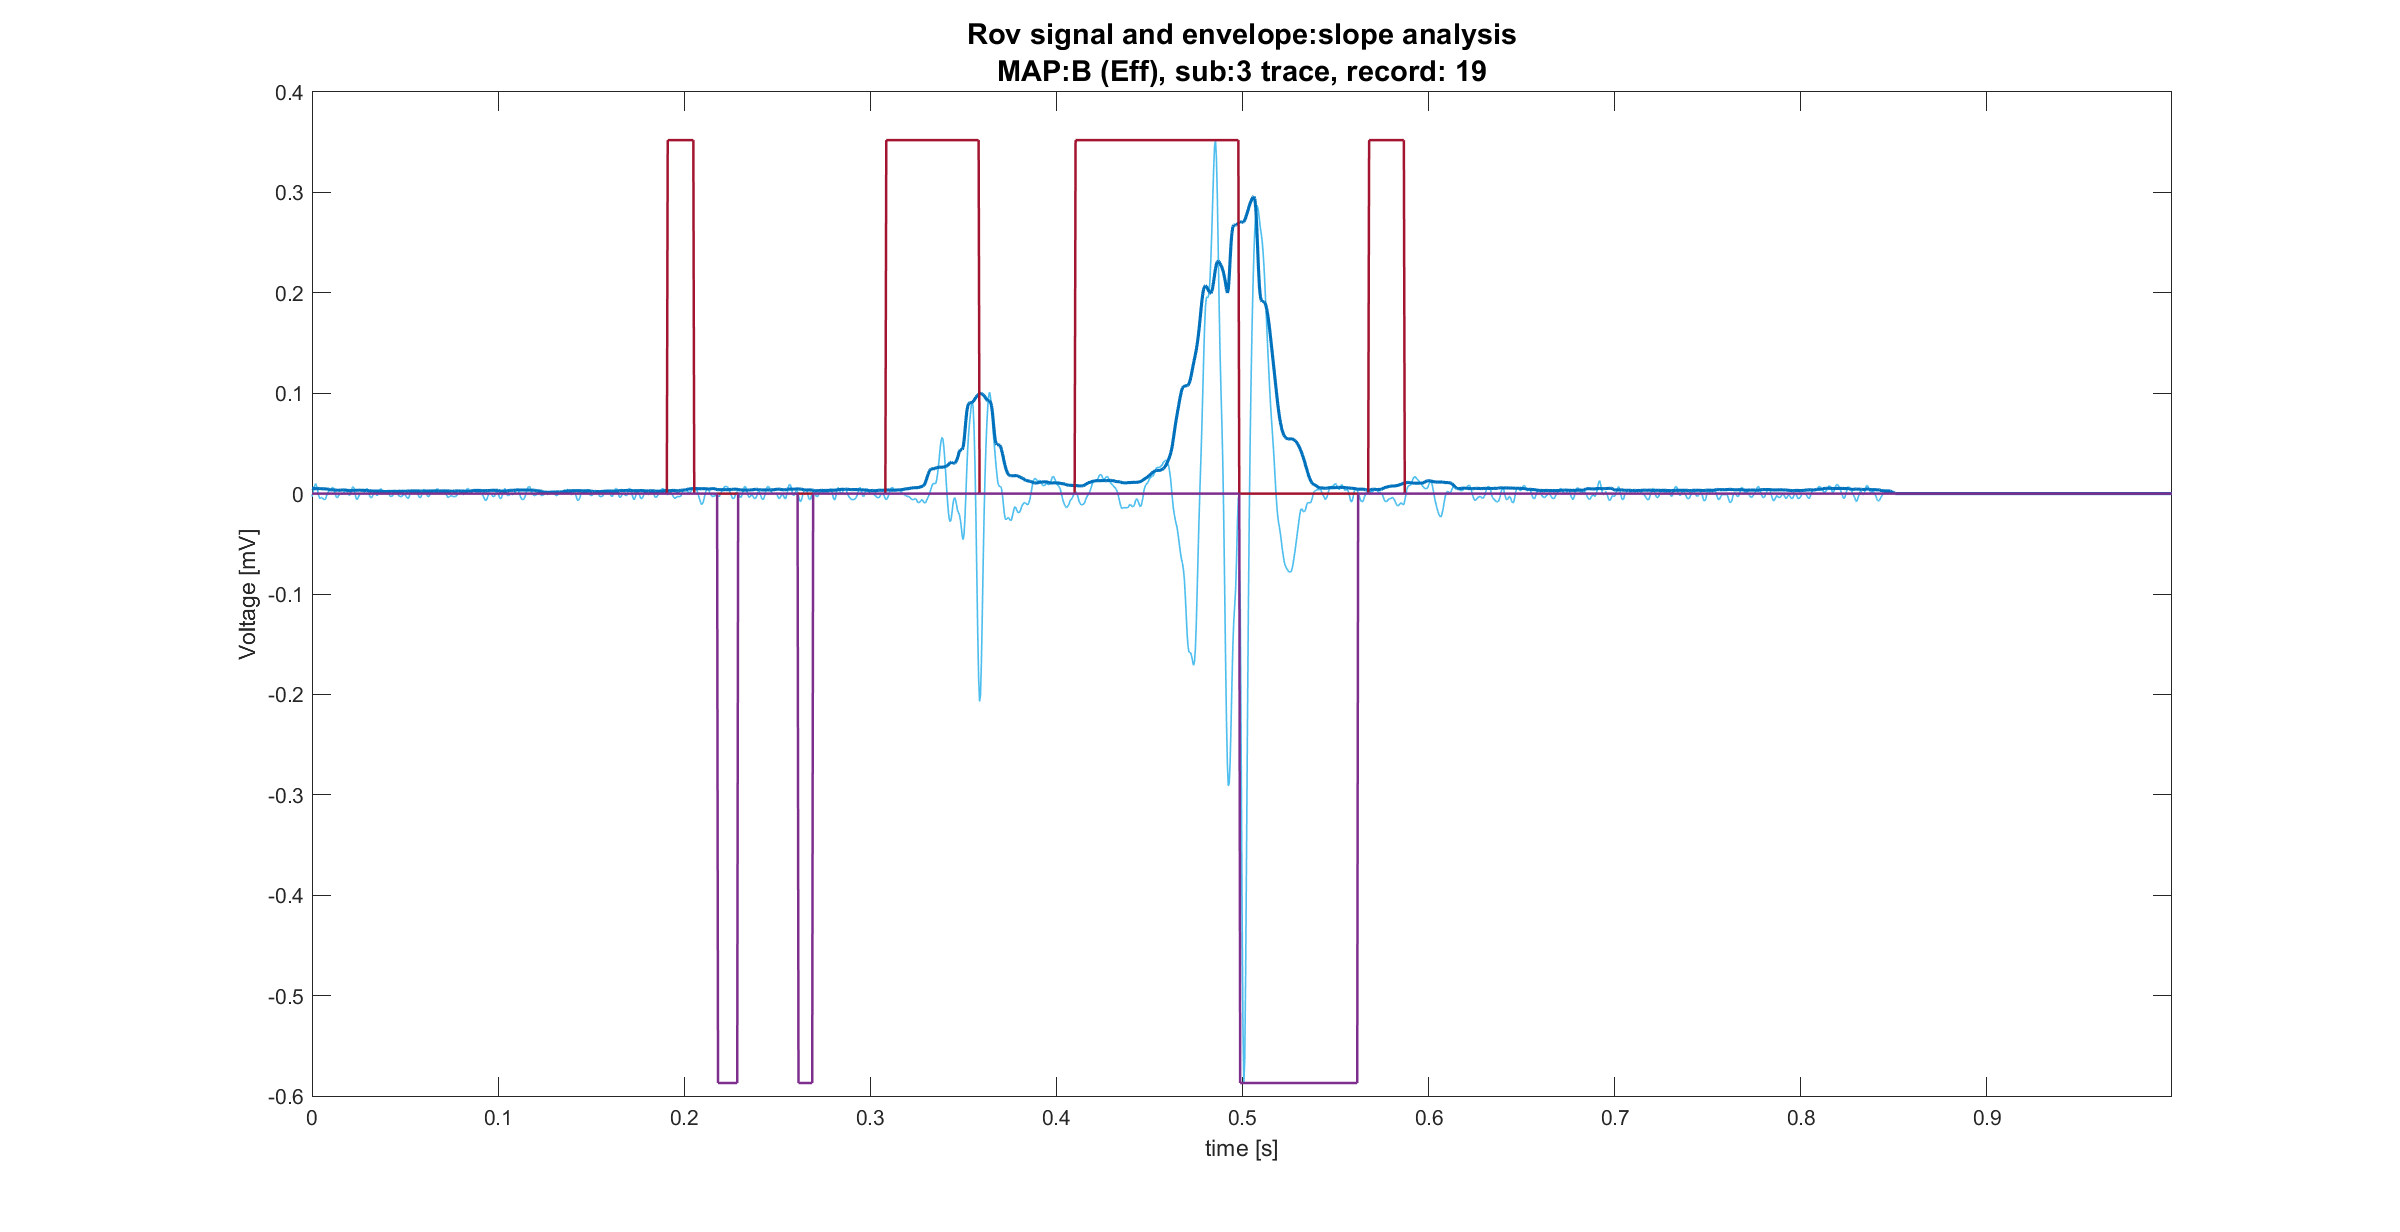 Rov signal and envelope:slope analysis
MAP:B (Eff), sub:3 trace, record: 19
0.4
0.3
0.2
0.1
0
-0.1
-0.2
-0.3
-0.4
-0.5
-0.6
Voltage [mV]
0 0.1 0.2 0.3 0.4 0.5 0.6 0.7 0.8 0.9
time [s]